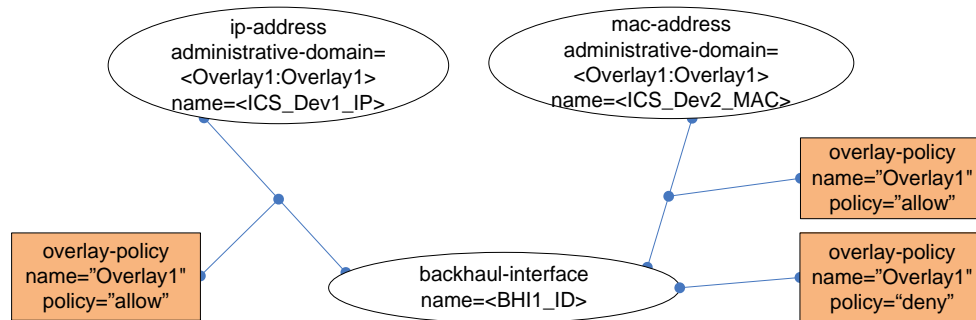 ip-address
administrative-domain=
<Overlay1:Overlay1>
name=<ICS_Dev1_IP>
mac-address
administrative-domain=
<Overlay1:Overlay1>
name=<ICS_Dev2_MAC>
overlay-policy
name=”Overlay1"
policy=”allow”
overlay-policy
name=”Overlay1"
policy=”allow”
backhaul-interface
name=<BHI1_ID>
overlay-policy
name=”Overlay1"
policy=“deny”